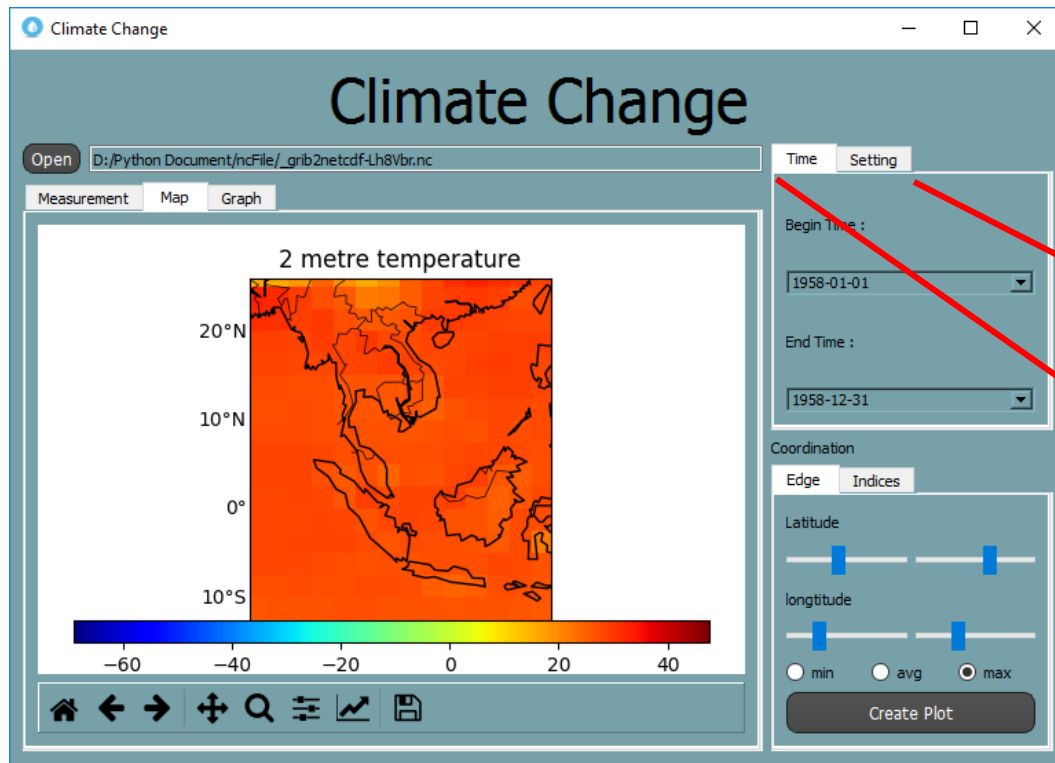 Climate Change
Climate Change
Open D:/Python Document/ncFile/_grib2netcdf-Lh8Vbr.nc
Measurement Map Graph
2 metre temperature
20°N
10°N
0°
10°S
−60 −40 −20 0 20 40
Time Setting
Begin Time :
1958-01-01
End Time :
1958-12-31
Coordination
Edge Indices
Latitude
longtitude
min avg max
Create Plot